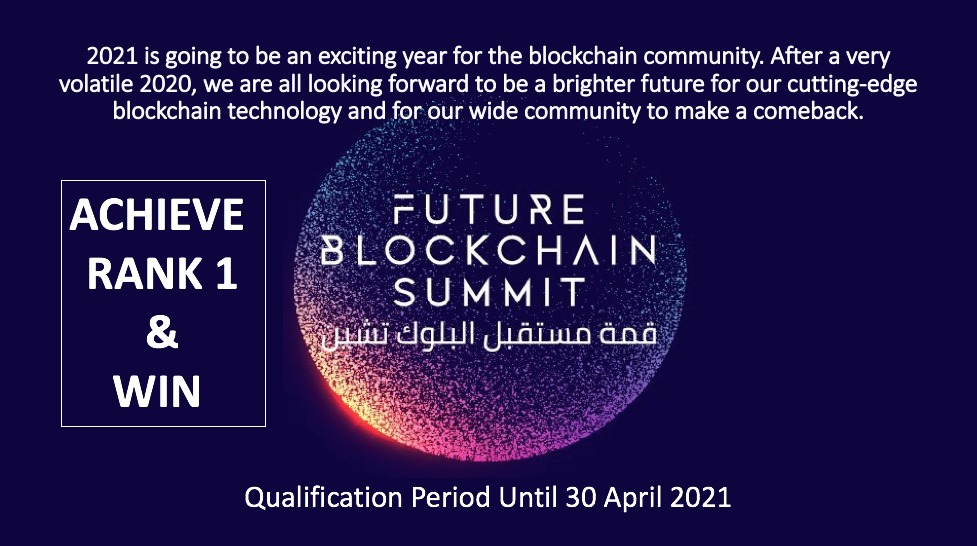 2021 is going to be an exciting year for the blockchain community. After a very
volatile 2020, we are all looking forward to be a brighter future for our cutting-edge
blockchain technology and for our wide community to make a comeback.
ACHIEVE
RANK 1
&
WIN
FUTURE
BLOCKCHAIN
SUMMIT
قمة مستقبل البلوك تشين
Qualification Period Until 30 April 2021